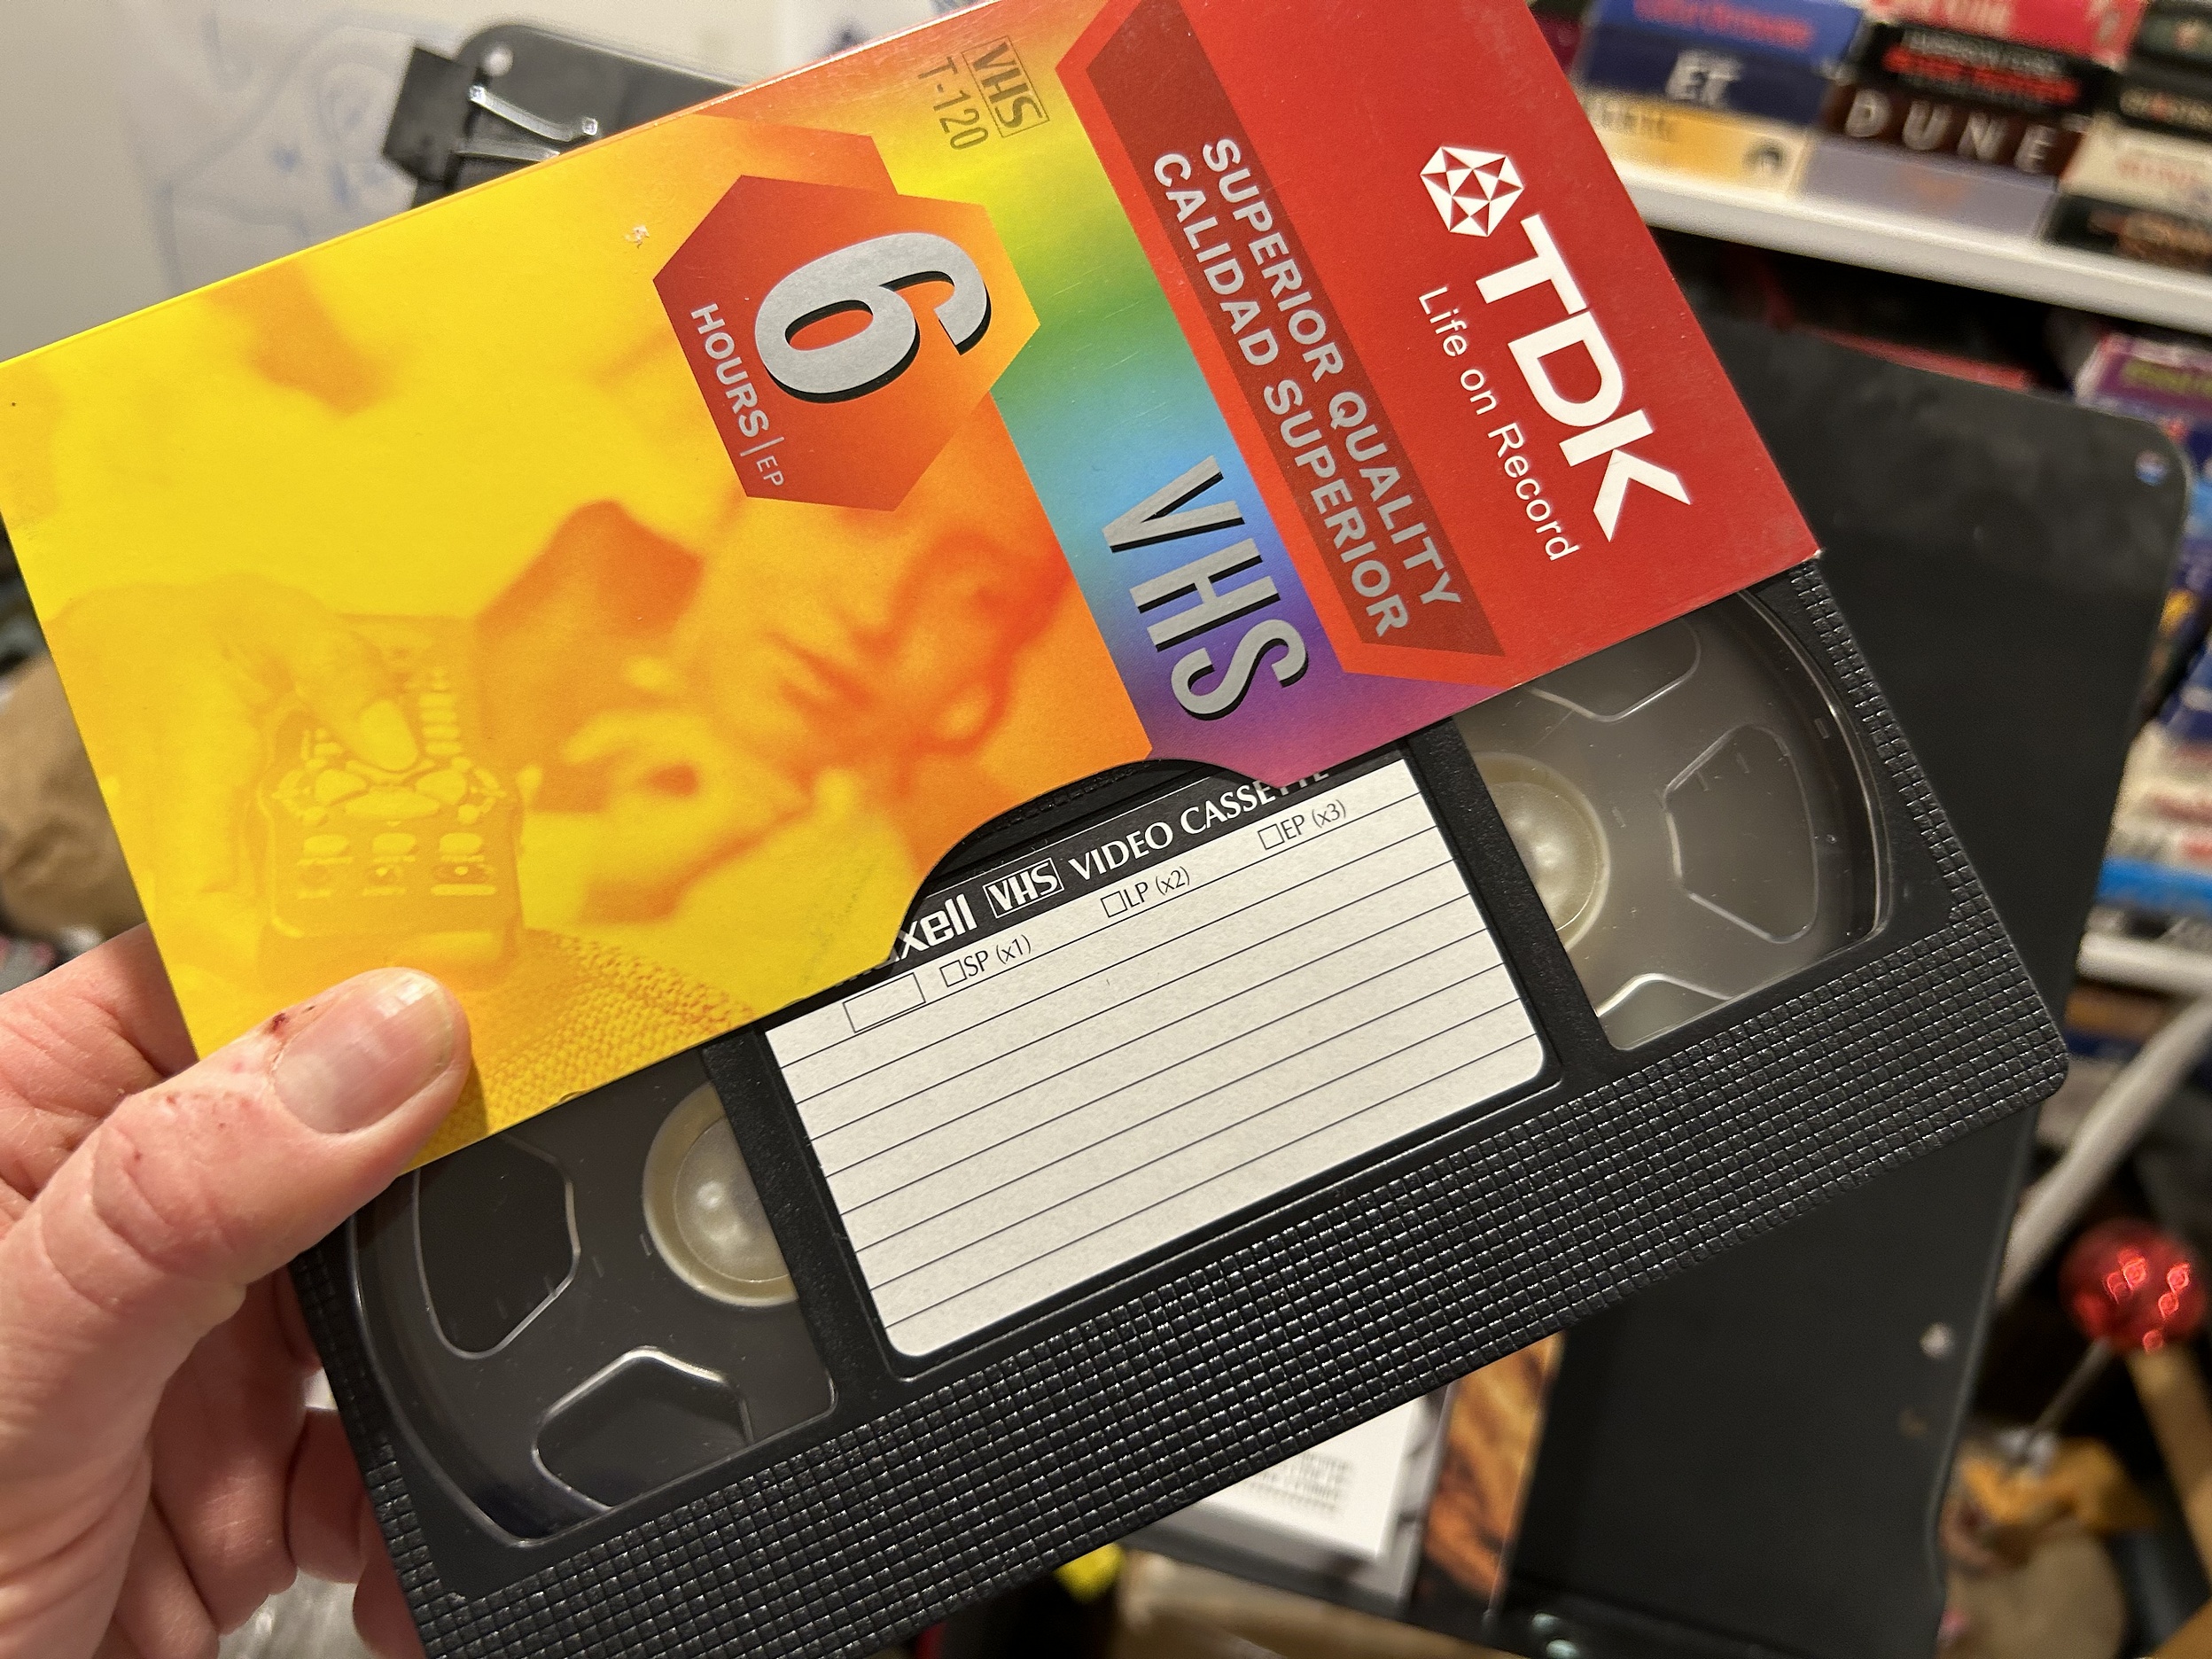 TDK
Life on Record
SUPERIOR QUALITY
CALIDAD SUPERIOR
VHS
T-120
VHS
6
HOURS | EP
VHS VIDEO
SP (x1) LP (x2) EP (x3)
ET
DUNE